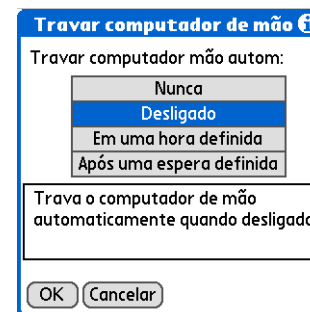 Travar computador de mão
Travar computador mão autom:
Nunca
Desligado
Em uma hora definida
Após uma espera definida
Trava o computador de mão
automaticamente quando desligado
OK
Cancelar